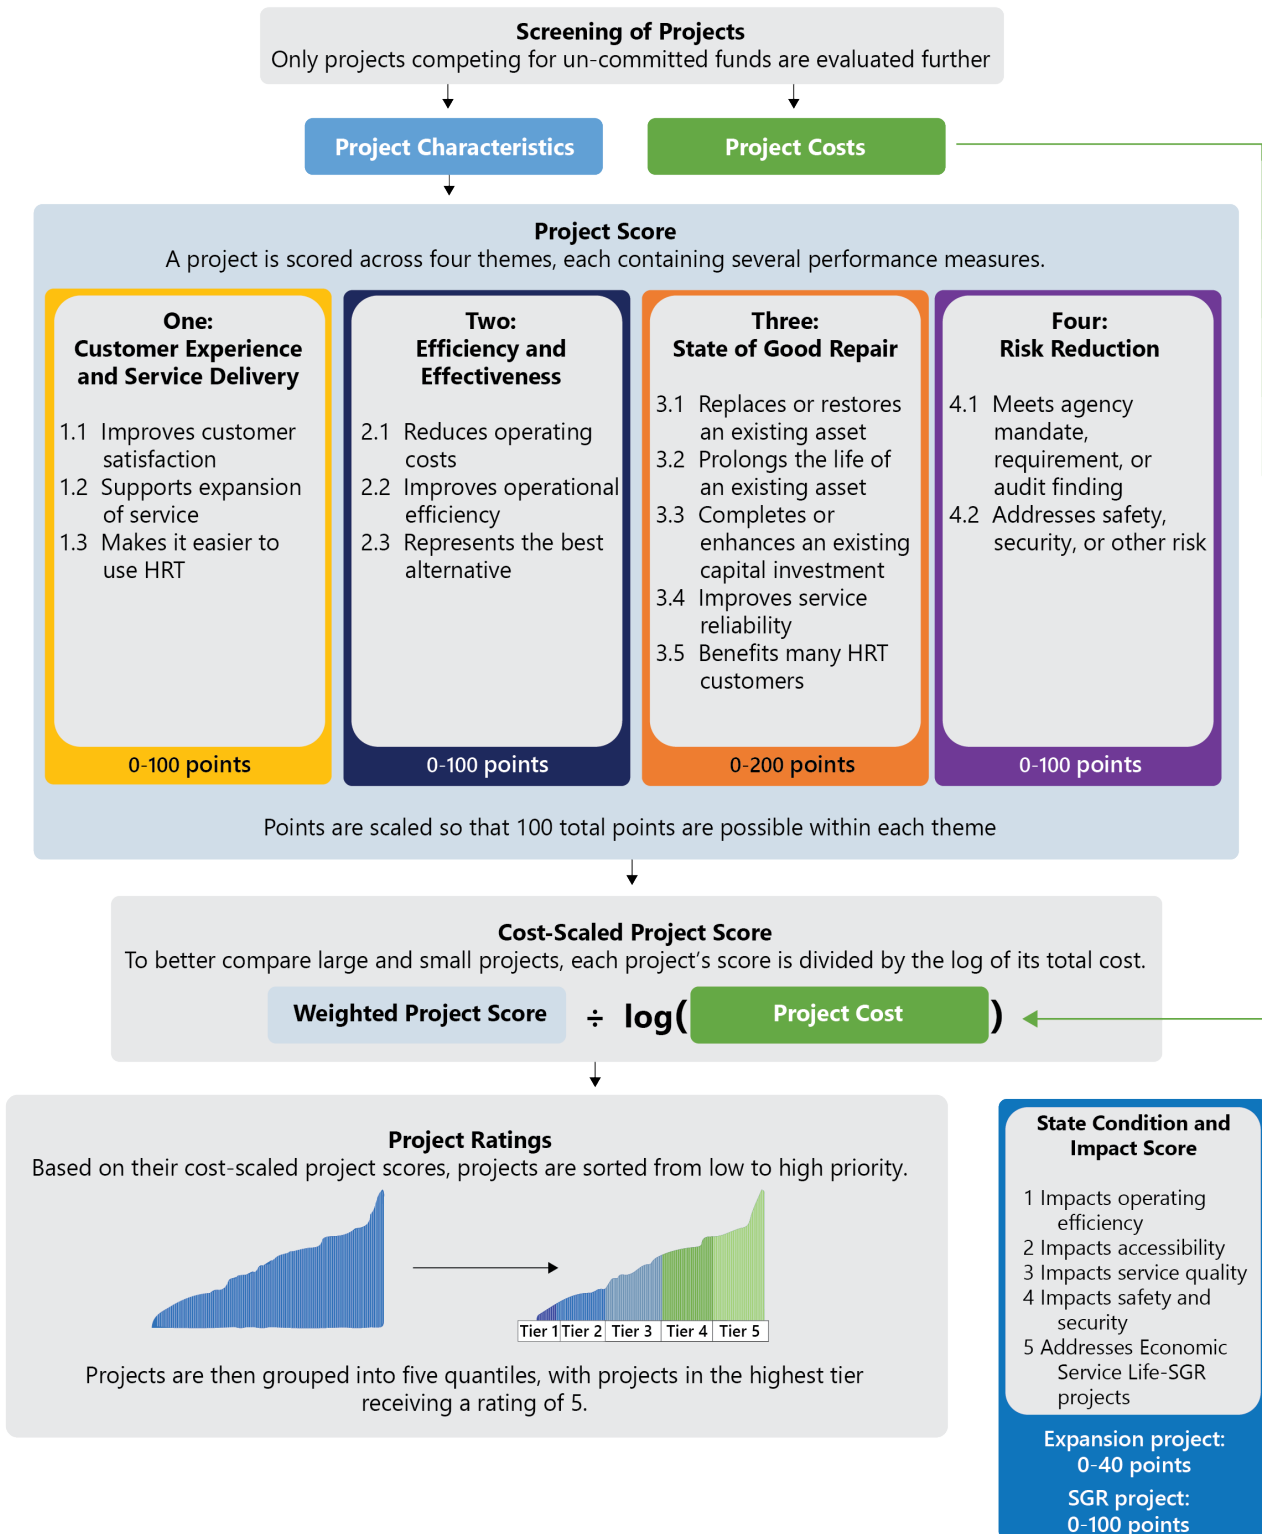 Screening of Projects
Only projects competing for un-committed funds are evaluated further
Project Characteristics
Project Costs
Project Score
A project is scored across four themes, each containing several performance measures.
One:
Customer Experience
and Service Delivery
1.1 Improves customer
satisfaction
1.2 Supports expansion
of service
1.3 Makes it easier to
use HRT
0-100 points
Two:
Efficiency and
Effectiveness
2.1 Reduces operating
costs
2.2 Improves operational
efficiency
2.3 Represents the best
alternative
0-100 points
Three:
State of Good Repair
3.1 Replaces or restores
an existing asset
3.2 Prolongs the life of
an existing asset
3.3 Completes or
enhances an existing
capital investment
3.4 Improves service
reliability
3.5 Benefits many HRT
customers
0-200 points
Four:
Risk Reduction
4.1 Meets agency
mandate,
requirement, or
audit finding
4.2 Addresses safety,
security, or other risk
0-100 points
Points are scaled so that 100 total points are possible within each theme
Cost-Scaled Project Score
To better compare large and small projects, each project’s score is divided by the log of its total cost.
Weighted Project Score ÷ log( Project Cost )
Project Ratings
Based on their cost-scaled project scores, projects are sorted from low to high priority.
Tier 1 Tier 2 Tier 3 Tier 4 Tier 5
Projects are then grouped into five quantiles, with projects in the highest tier
receiving a rating of 5.
State Condition and
Impact Score
1 Impacts operating
efficiency
2 Impacts accessibility
3 Impacts service quality
4 Impacts safety and
security
5 Addresses Economic
Service Life-SGR
projects
Expansion project:
0-40 points
SGR project:
0-100 points